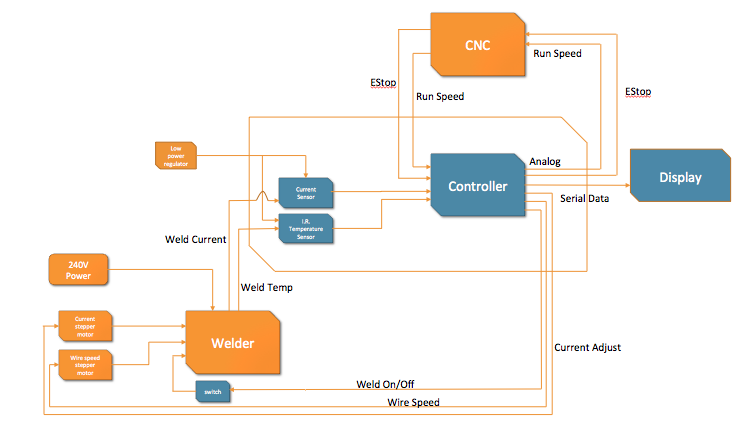 CNC
Run Speed
EStop
Run Speed
EStop
Low
power
regulator
Analog
Controller
Display
Current
Sensor
Serial Data
I.R.
Temperature
Sensor
Weld Current
240V
Power
Weld Temp
Current
stepper
motor
Welder
Current Adjust
Wire speed
stepper
motor
Weld On/Off
switch
Wire Speed